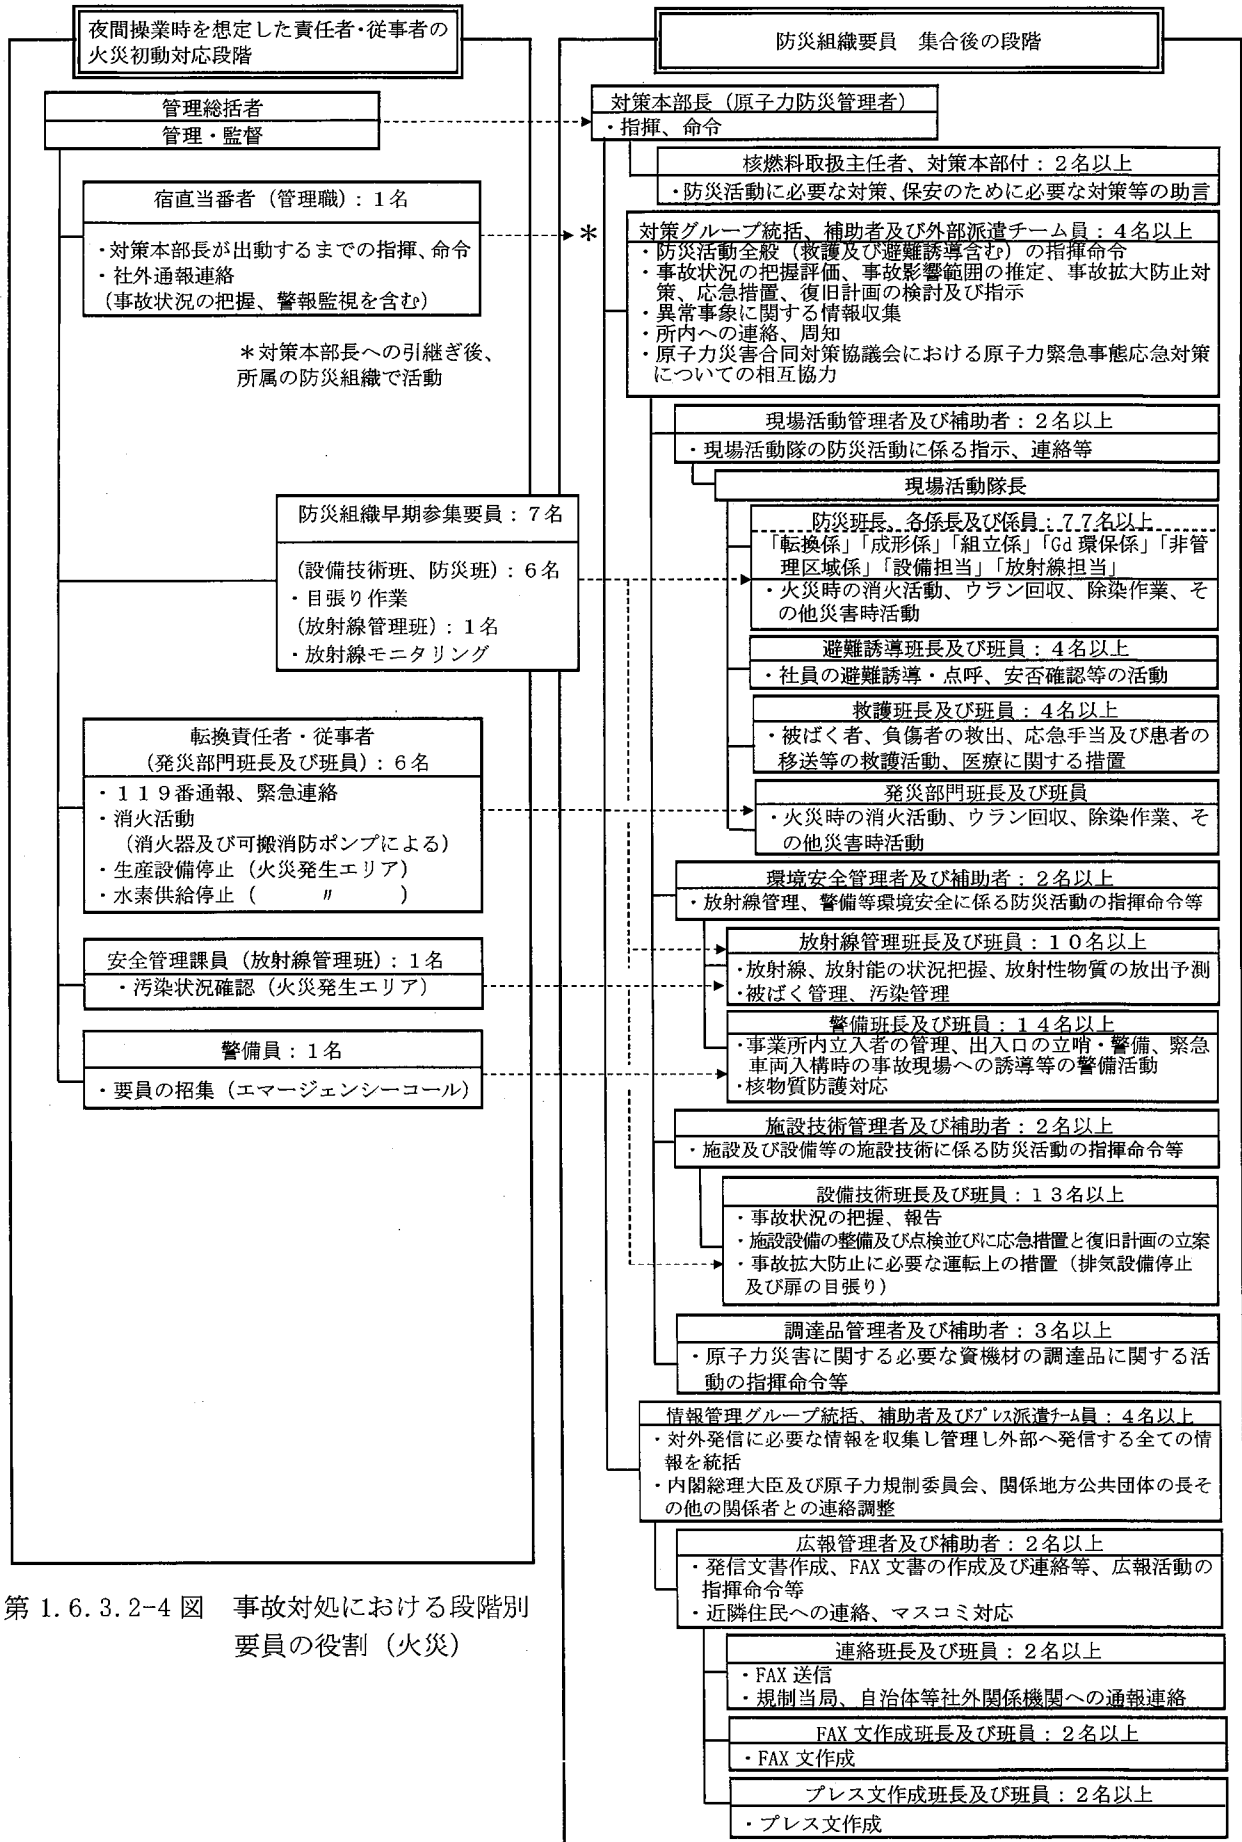 夜間操業時を想定した責任者・従事者の
火災初動対応段階
管理総括者
管理・監督
宿直当番者（管理職）：１名
・対策本部長が出動するまでの指揮、命令
・社外通報連絡
（事故状況の把握、警報監視を含む）
＊
＊対策本部長への引継ぎ後、
所属の防災組織で活動
防災組織早期参集要員：７名
（設備技術班、防災班）：６名
・目張り作業
（放射線管理班）：１名
・放射線モニタリング
転換責任者・従事者
（発災部門班長及び班員）：６名
・１１９番通報、緊急連絡
・消火活動
（消火器及び可搬消防ポンプによる）
・生産設備停止（火災発生エリア）
・水素供給停止（　　〃　　）
安全管理課員（放射線管理班）：１名
・汚染状況確認（火災発生エリア）
警備員：１名
・要員の招集（エマージェンシーコール）
第 1.6.3.2-4 図　事故対処における段階別
要員の役割（火災）
防災組織要員　集合後の段階
対策本部長（原子力防災管理者）
・指揮、命令
核燃料取扱主任者、対策本部付：２名以上
・防災活動に必要な対策、保安のために必要な対策等の助言
対策グループ統括、補助者及び外部派遣チーム員：４名以上
・防災活動全般（救護及び避難誘導含む）の指揮命令
・事故状況の把握評価、事故影響範囲の推定、事故拡大防止対
策、応急措置、復旧計画の検討及び指示
・異常事象に関する情報収集
・所内への連絡、周知
・原子力災害合同対策協議会における原子力緊急事態応急対策
についての相互協力
現場活動管理者及び補助者：２名以上
・現場活動隊の防災活動に係る指示、連絡等
現場活動隊長
防災班長、各係長及び係員：７７名以上
「転換係」「成形係」「組立係」「Gd 環保係」「非管
理区域係」「設備担当」「放射線担当」
・火災時の消火活動、ウラン回収、除染作業、そ
の他災害時活動
避難誘導班長及び班員：４名以上
・社員の避難誘導・点呼、安否確認等の活動
救護班長及び班員：４名以上
・被ばく者、負傷者の救出、応急手当及び患者の
移送等の救護活動、医療に関する措置
発災部門班長及び班員
・火災時の消火活動、ウラン回収、除染作業、そ
の他災害時活動
環境安全管理者及び補助者：２名以上
・放射線管理、警備等環境安全に係る防災活動の指揮命令等
放射線管理班長及び班員：１０名以上
・放射線、放射能の状況把握、放射性物質の放出予測
・被ばく管理、汚染管理
警備班長及び班員：１４名以上
・事業所内立入者の管理、出入口の立哨・警備、緊急
車両入構時の事故現場への誘導等の警備活動
・核物質防護対応
施設技術管理者及び補助者：２名以上
・施設及び設備等の施設技術に係る防災活動の指揮命令等
設備技術班長及び班員：１３名以上
・事故状況の把握、報告
・施設設備の整備及び点検並びに応急措置と復旧計画の立案
・事故拡大防止に必要な運転上の措置（排気設備停止
及び扉の目張り）
調達品管理者及び補助者：３名以上
・原子力災害に関する必要な資機材の調達品に関する活
動の指揮命令等
情報管理グループ統括、補助者及びﾌﾟﾚｽ派遣ﾁｰﾑ員：４名以上
・対外発信に必要な情報を収集し管理し外部へ発信する全ての情
報を統括
・内閣総理大臣及び原子力規制委員会、関係地方公共団体の長そ
の他の関係者との連絡調整
広報管理者及び補助者：２名以上
・発信文書作成、FAX 文書の作成及び連絡等、広報活動の
指揮命令等
・近隣住民への連絡、マスコミ対応
連絡班長及び班員：２名以上
・FAX 送信
・規制当局、自治体等社外関係機関への通報連絡
FAX 文作成班長及び班員：２名以上
・FAX 文作成
プレス文作成班長及び班員：２名以上
・プレス文作成